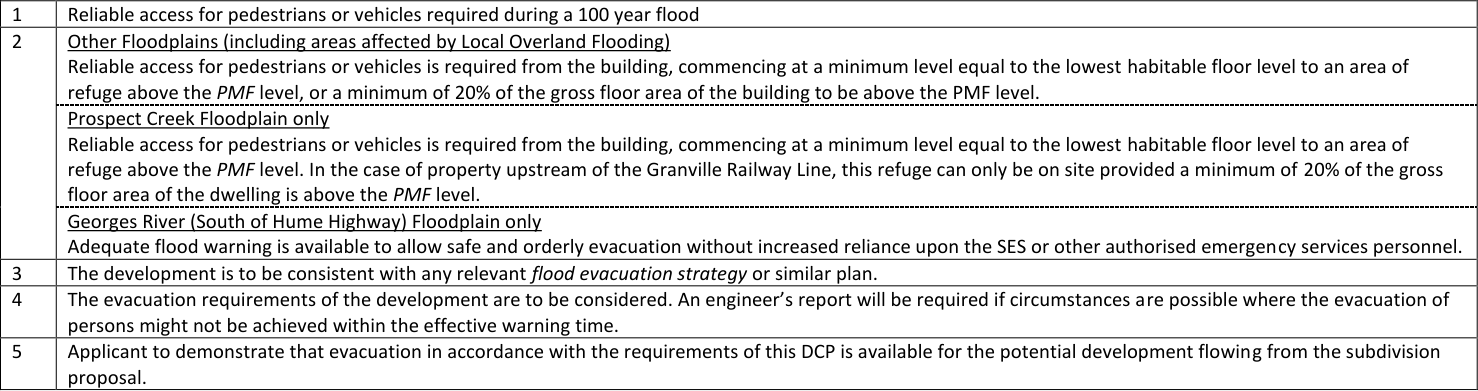 1 Reliable access for pedestrians or vehicles required during a 100 year flood
2 Other Floodplains (including areas affected by Local Overland Flooding)
Reliable access for pedestrians or vehicles is required from the building, commencing at a minimum level equal to the lowest habitable floor level to an area of
refuge above the PMF level, or a minimum of 20% of the gross floor area of the building to be above the PMF level.
Prospect Creek Floodplain only
Reliable access for pedestrians or vehicles is required from the building, commencing at a minimum level equal to the lowest habitable floor level to an area of
refuge above the PMF level. In the case of property upstream of the Granville Railway Line, this refuge can only be on site provided a minimum of 20% of the gross
floor area of the dwelling is above the PMF level.
Georges River (South of Hume Highway) Floodplain only
Adequate flood warning is available to allow safe and orderly evacuation without increased reliance upon the SES or other authorised emergency services personnel.
3 The development is to be consistent with any relevant flood evacuation strategy or similar plan.
4 The evacuation requirements of the development are to be considered. An engineer’s report will be required if circumstances are possible where the evacuation of
persons might not be achieved within the effective warning time.
5 Applicant to demonstrate that evacuation in accordance with the requirements of this DCP is available for the potential development flowing from the subdivision
proposal.